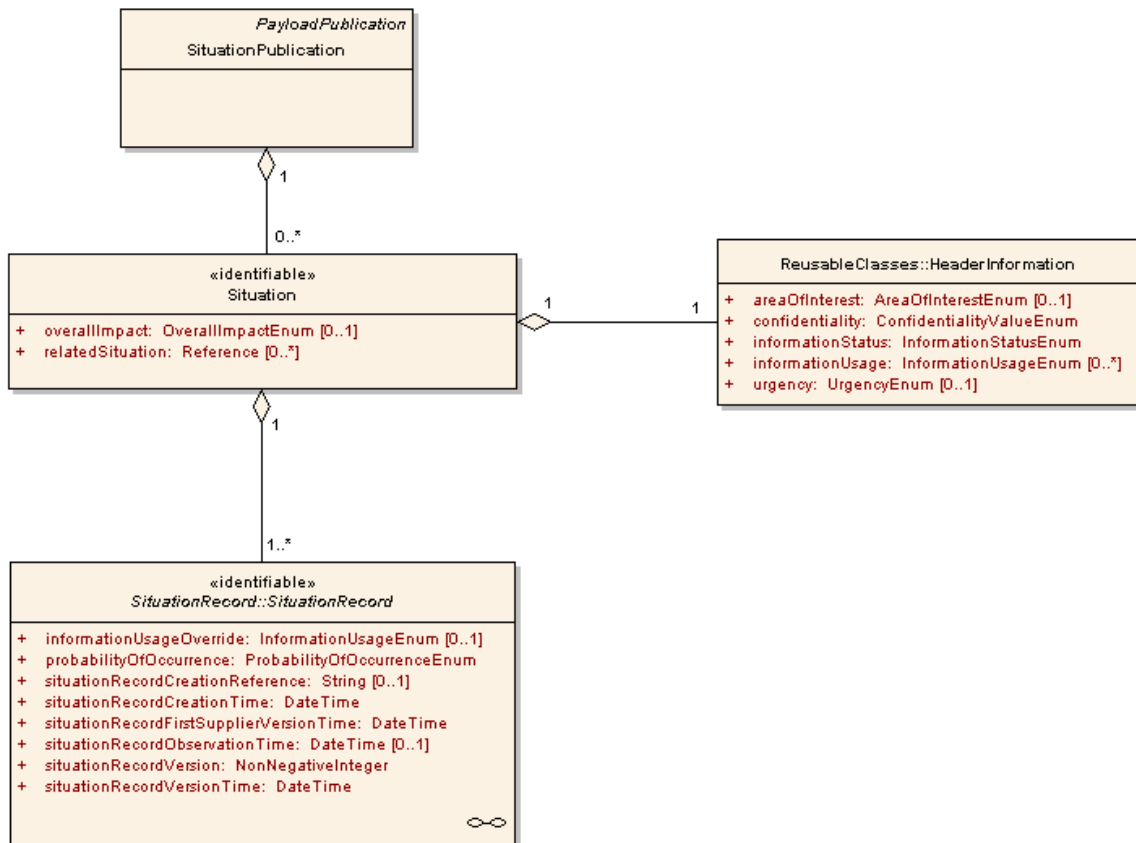 PayloadPublication
SituationPublication
1
0..*
«identifiable»
Situation
+ overallImpact: OverallImpactEnum [0..1]
+ relatedSituation: Reference [0..*]
1
1
ReusableClasses::HeaderInformation
+ areaOfInterest: AreaOfInterestEnum [0..1]
+ confidentiality: ConfidentialityValueEnum
+ informationStatus: InformationStatusEnum
+ informationUsage: InformationUsageEnum [0..*]
+ urgency: UrgencyEnum [0..1]
1
1..*
«identifiable»
SituationRecord::SituationRecord
+ informationUsageOverride: InformationUsageEnum [0..1]
+ probabilityOfOccurrence: ProbabilityOfOccurrenceEnum
+ situationRecordCreationReference: String [0..1]
+ situationRecordCreationTime: DateTime
+ situationRecordFirstSupplierVersionTime: DateTime
+ situationRecordObservationTime: DateTime [0..1]
+ situationRecordVersion: NonNegativeInteger
+ situationRecordVersionTime: DateTime